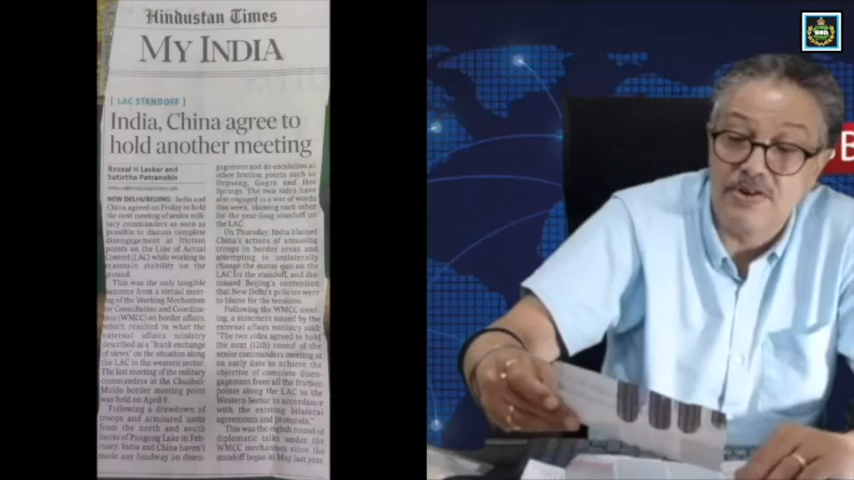 Hindustan Times
MY INDIA
[ LAC STANDOFF ]
India, China agree to
hold another meeting
Rezaul H Laskar and
Sutirtho Patranobis
NEW DELHI/BEIJING: India and
China agreed on Friday to hold
the next meeting of senior mili-
tary commanders as soon as
possible to discuss complete
disengagement at friction
points on the Line of Actual
Control (LAC) while working to
maintain stability on the
ground.
This was the only tangible
outcome from a virtual meet-
ing of the Working Mechanism
for Consultation and Coordina-
tion (WMCC) on border affairs,
which resulted in what the
external affairs ministry
described as a "frank exchange
of views" on the situation along
the LAC in the western sector.
The last meeting of the military
commanders at the Chushul-
Moldo border meeting point
was held on April 9.
Following a drawdown of
troops and armoured units
from the north and south
banks of Pangong Lake in Feb-
ruary, India and China haven't
made any headway on disen-
gagement and de-escalation at
other friction points such as
Depsang, Gogra and Hot
Springs. The two sides have
also engaged in a war of words
this week, blaming each other
for the year-long standoff on
the LAC.
On Thursday, India blamed
China's actions of amassing
troops in border areas and
attempting to unilaterally
change the status quo on the
LAC for the standoff, and dis-
missed Beijing's contention
that New Delhi's policies were
to blame for the tensions.
Following the WMCC meet-
ing, a statement issued by the
external affairs ministry said:
"The two sides agreed to hold
the next (12th) round of the
senior commanders meeting at
an early date to achieve the
objective of complete disen-
gagement from all the friction
points along the LAC in the
Western Sector in accordance
with the existing bilateral
agreements and protocols."
This was the eighth round of
diplomatic talks under the
WMCC mechanism since the
standoff began in May last year.